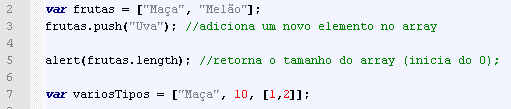 2 var frutas = ["Maça", "Melão"];
3 frutas.push("Uva"); //adiciona um novo elemento no array
4
5 alert(frutas.length); //retorna o tamanho do array (inicia do 0);
6
7 var variosTipos = ["Maça", 10, [1,2]];